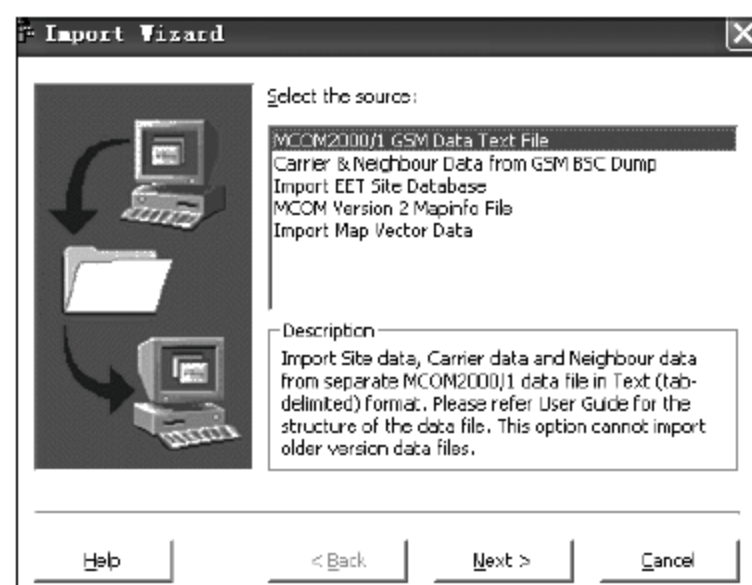 Import Wizard
Select the source:
MCOM2000/1 GSM Data Text File
Carrier & Neighbour Data from GSM BSC Dump
Import EET Site Database
MCOM Version 2 Mapinfo File
Import Map Vector Data
Description
Import Site data, Carrier data and Neighbour data
from separate MCOM2000/1 data file in Text (tab-
delimited) format. Please refer User Guide for the
structure of the data file. This option cannot import
older version data files.
Help
< Back
Next >
Cancel